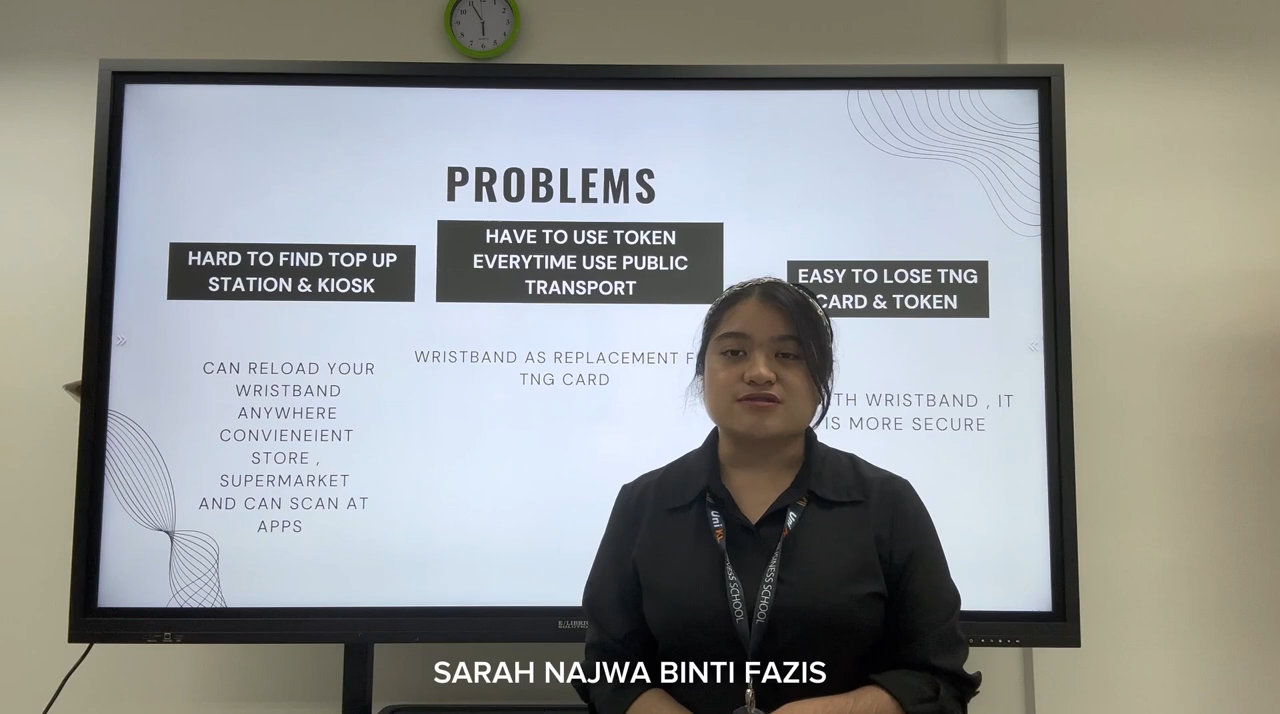 PROBLEMS
HARD TO FIND TOP UP
STATION & KIOSK
HAVE TO USE TOKEN
EVERYTIME USE PUBLIC
TRANSPORT
EASY TO LOSE TNG
CARD & TOKEN
CAN RELOAD YOUR
WRISTBAND
ANYWHERE
CONVIENEIENT
STORE ,
SUPERMARKET
AND CAN SCAN AT
APPS
WRISTBAND AS REPLACEMENT
TNG CARD
WRISTBAND , IT
IS MORE SECURE
SCHOOL
SCHOOL
SARAH NAJWA BINTI FAZIS